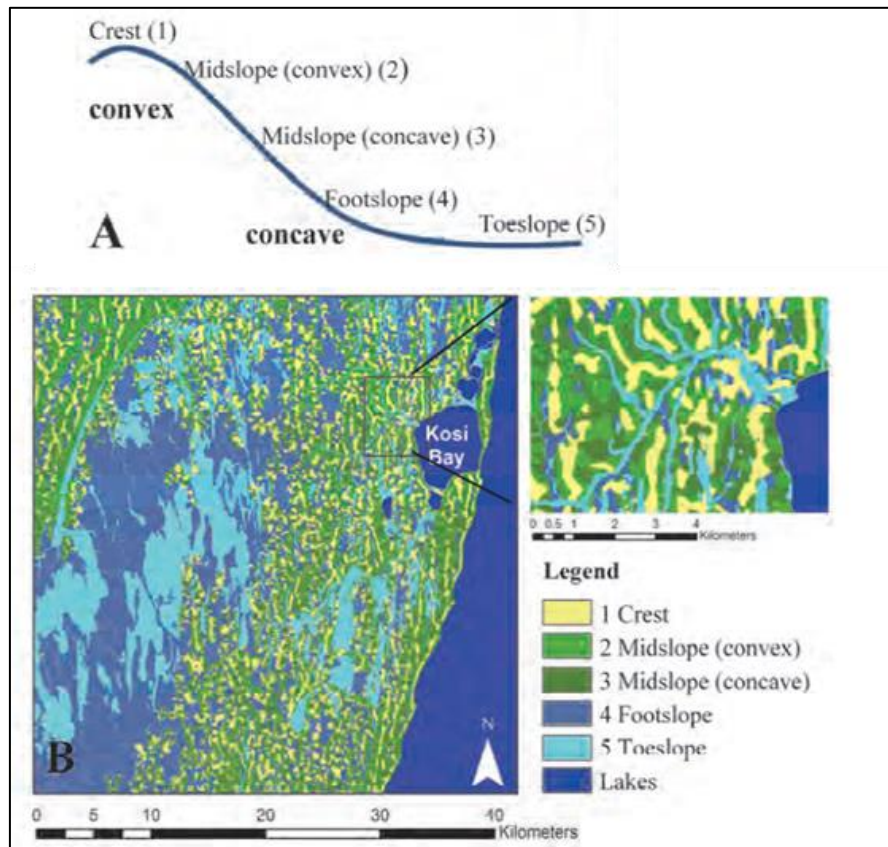 Crest (1)
Midslope (convex) (2)
convex
Midslope (concave) (3)
Footslope (4)
Toeslope (5)
A
concave
Kosi
Bay
B
N
0 5 10 20 30 40
Kilometers
0 0.5 1 2 3 4
Kilometers
Legend
1 Crest
2 Midslope (convex)
3 Midslope (concave)
4 Footslope
5 Toeslope
Lakes